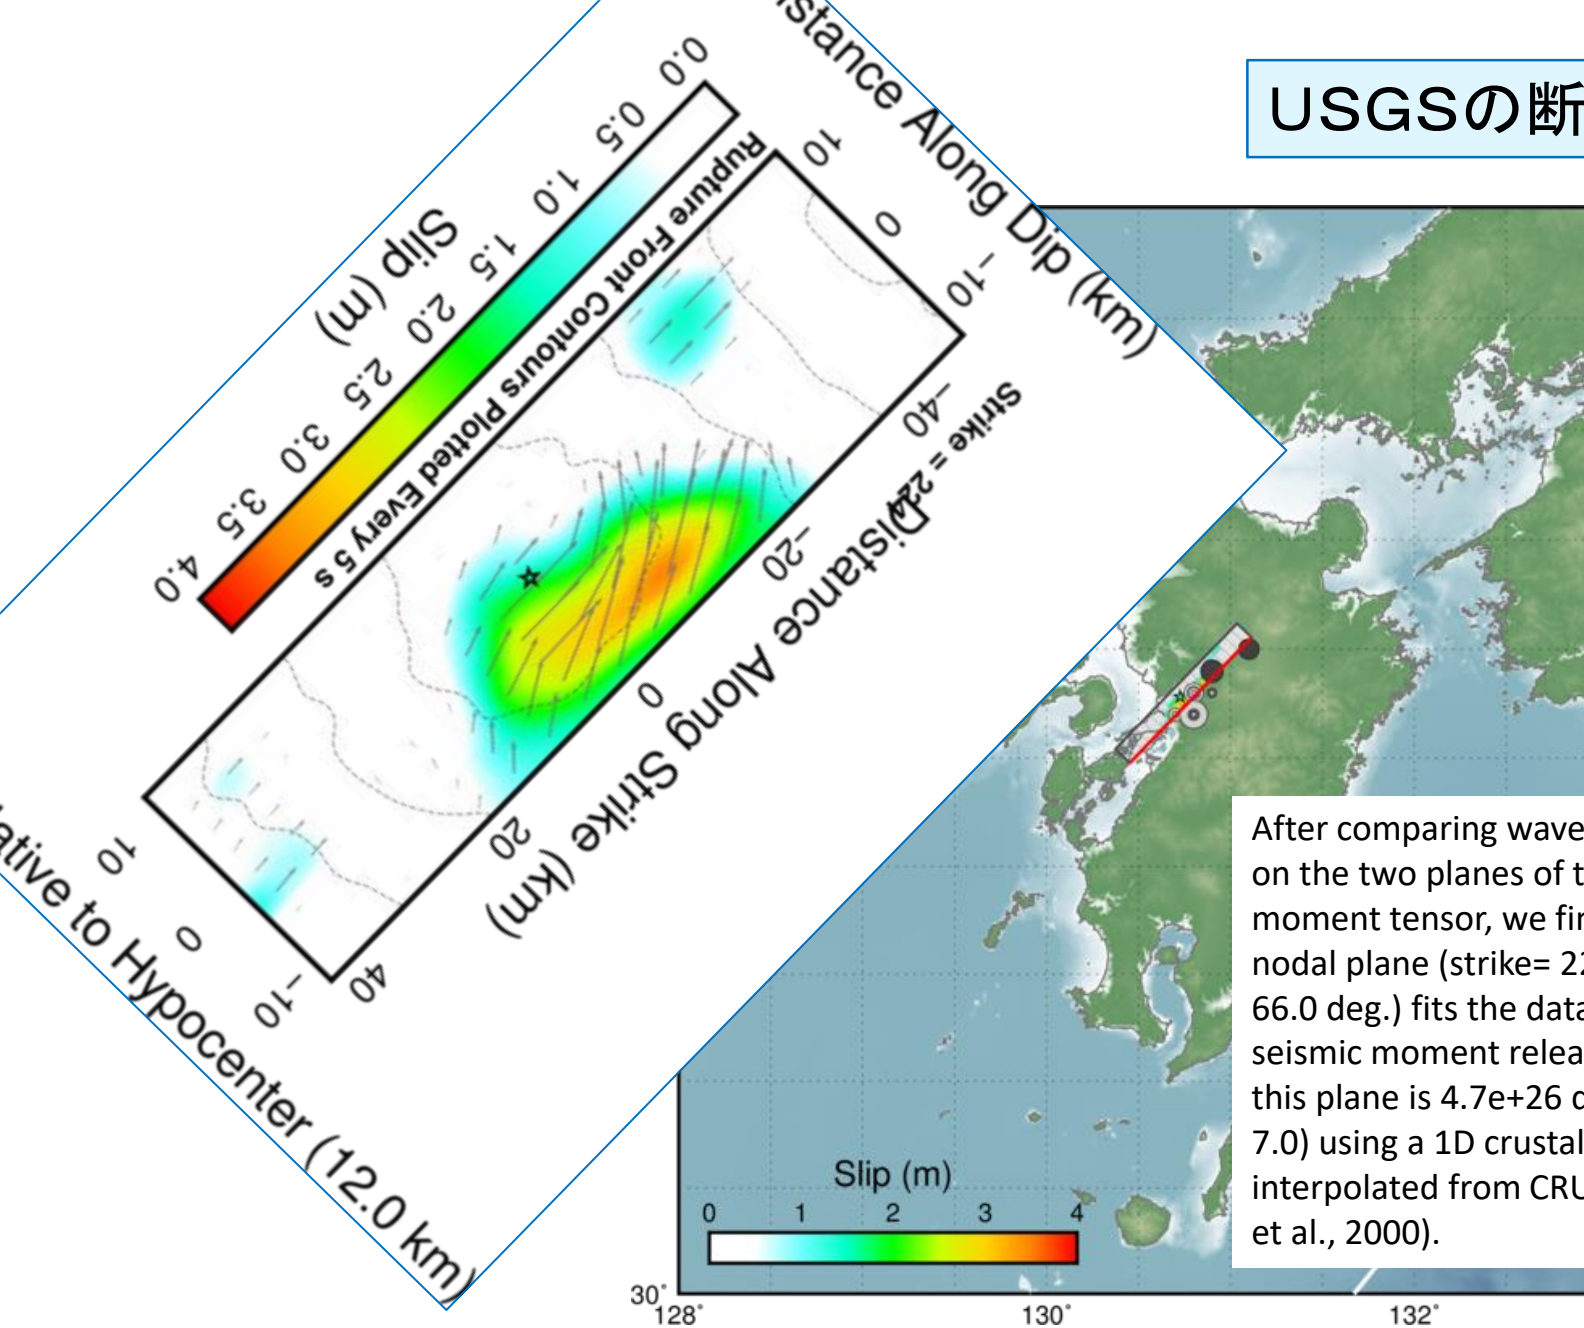 USGSの断
stance Along Dip (km)
10
0
-10
0.0
0.5
1.0
1.5
2.0
2.5
3.0
3.5
4.0
Slip (m)
Rupture Front Contours Plotted Every 5 s
Strike = 224
-40
-20
0
20
40
Distance Along Strike (km)
10
0
-10
ative to Hypocenter (12.0 km)
After comparing wave
on the two planes of t
moment tensor, we fi
nodal plane (strike= 22
66.0 deg.) fits the data
seismic moment relea
this plane is 4.7e+26 d
7.0) using a 1D crustal
interpolated from CRU
et al., 2000).
Slip (m)
0 1 2 3 4
30°
128° 130° 132°